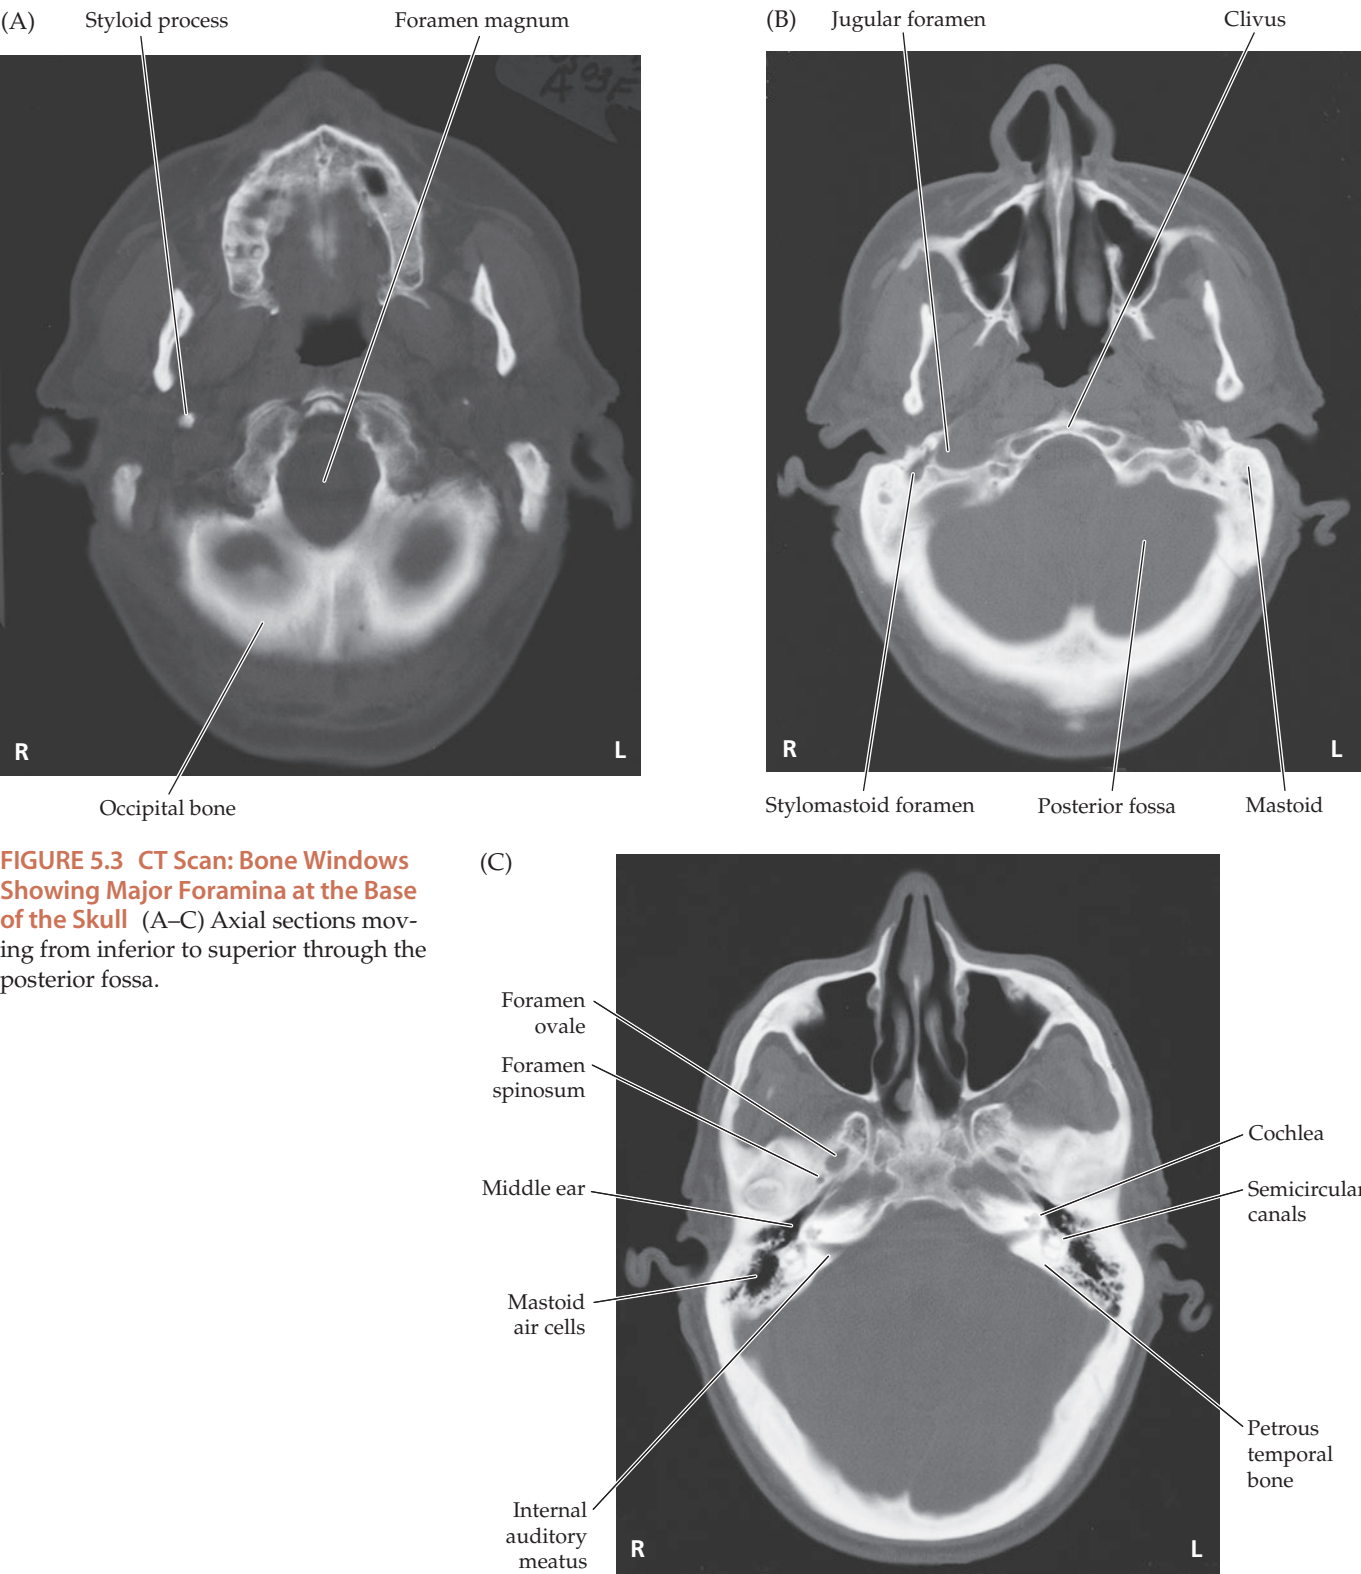 (A)
Styloid process
Foramen magnum
R
L
Occipital bone
(B)
Jugular foramen
Clivus
R
L
Stylomastoid foramen
Posterior fossa
Mastoid
FIGURE 5.3 CT Scan: Bone Windows
Showing Major Foramina at the Base
of the Skull (A–C) Axial sections mov-
ing from inferior to superior through the
posterior fossa.
(C)
Foramen
ovale
Foramen
spinosum
Middle ear
Mastoid
air cells
Internal
auditory
meatus
Cochlea
Semicircular
canals
Petrous
temporal
bone
R
L